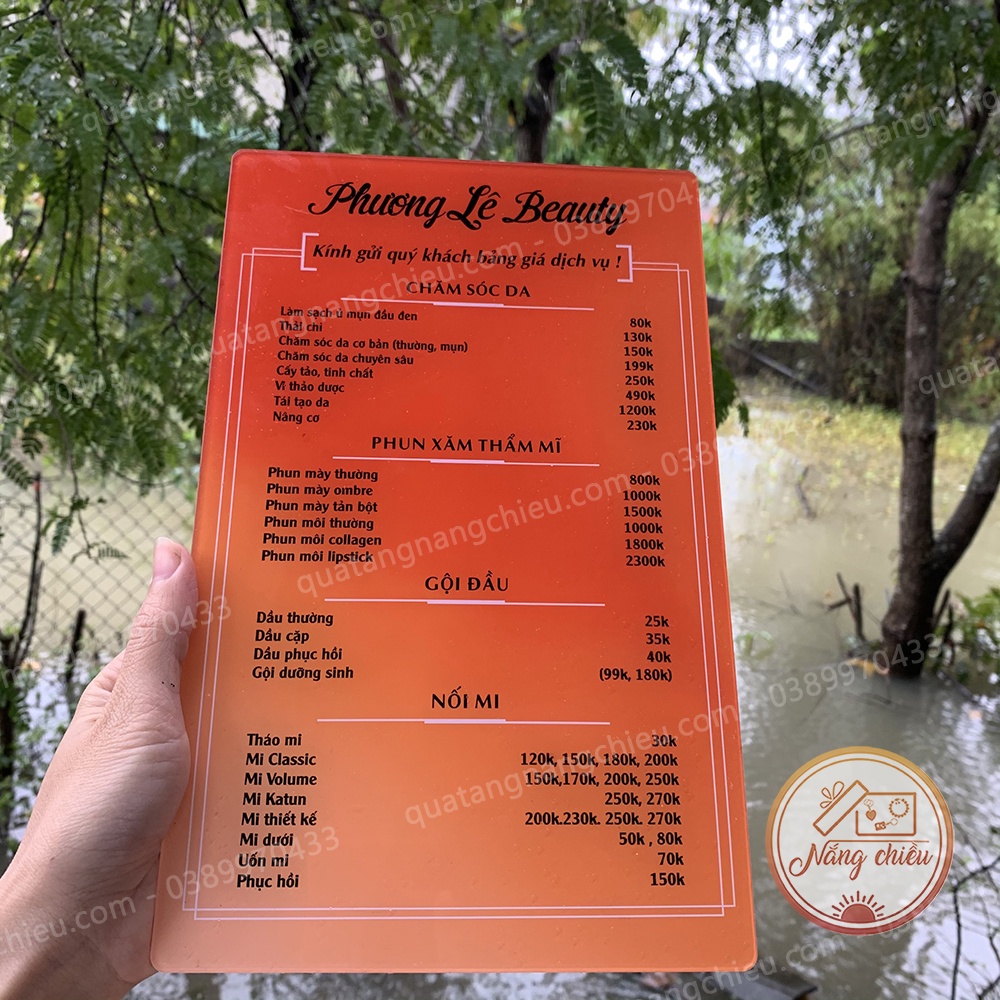 Phương Lê Beauty
Kính gửi quý khách bảng giá dịch vụ !
CHĂM SÓC DA
Làm sạch ủ mụn đầu đen 80k
Thải chì 130k
Chăm sóc da cơ bản (thường, mụn) 150k
Chăm sóc da chuyên sâu 199k
Cấy tảo, tinh chất 250k
Vi thảo dược 490k
Tái tạo da 1200k
Nâng cơ 230k
PHUN XĂM THẨM MĨ
Phun mày thường 800k
Phun mày ombre 1000k
Phun mày tản bột 1500k
Phun môi thường 1000k
Phun môi collagen 1800k
Phun môi lipstick 2300k
GỘI ĐẦU
Dầu thường 25k
Dầu cặp 35k
Dầu phục hồi 40k
Gội dưỡng sinh (99k, 180k)
NỐI MI
Tháo mi 30k
Mi Classic 120k, 150k, 180k, 200k
Mi Volume 150k,170k, 200k, 250k
Mi Katun 250k, 270k
Mi thiết kế 200k.230k. 250k. 270k
Mi dưới 50k , 80k
Uốn mi 70k
Phục hồi 150k
Nắng chiều
quatangnangchieu.com - 0389970433